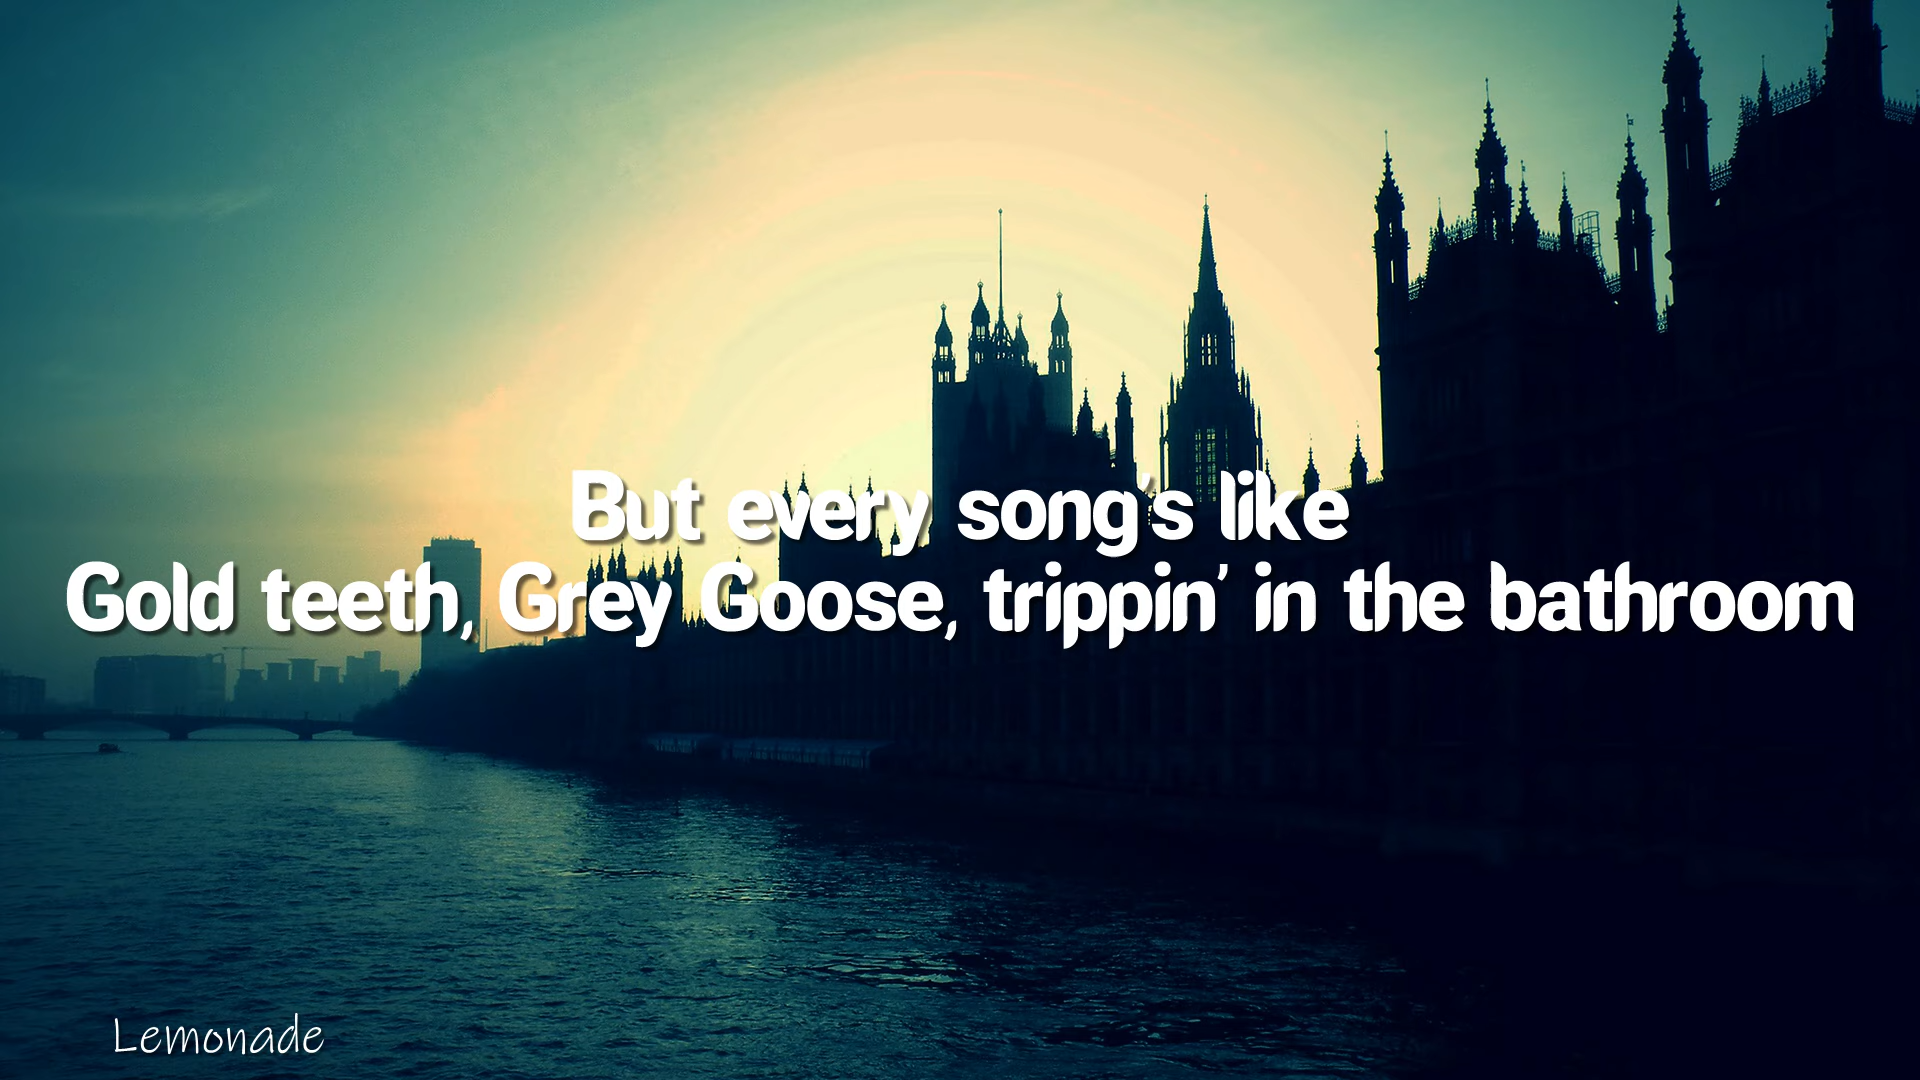 But every song's like
Gold teeth, Grey Goose, trippin' in the bathroom
Lemonade